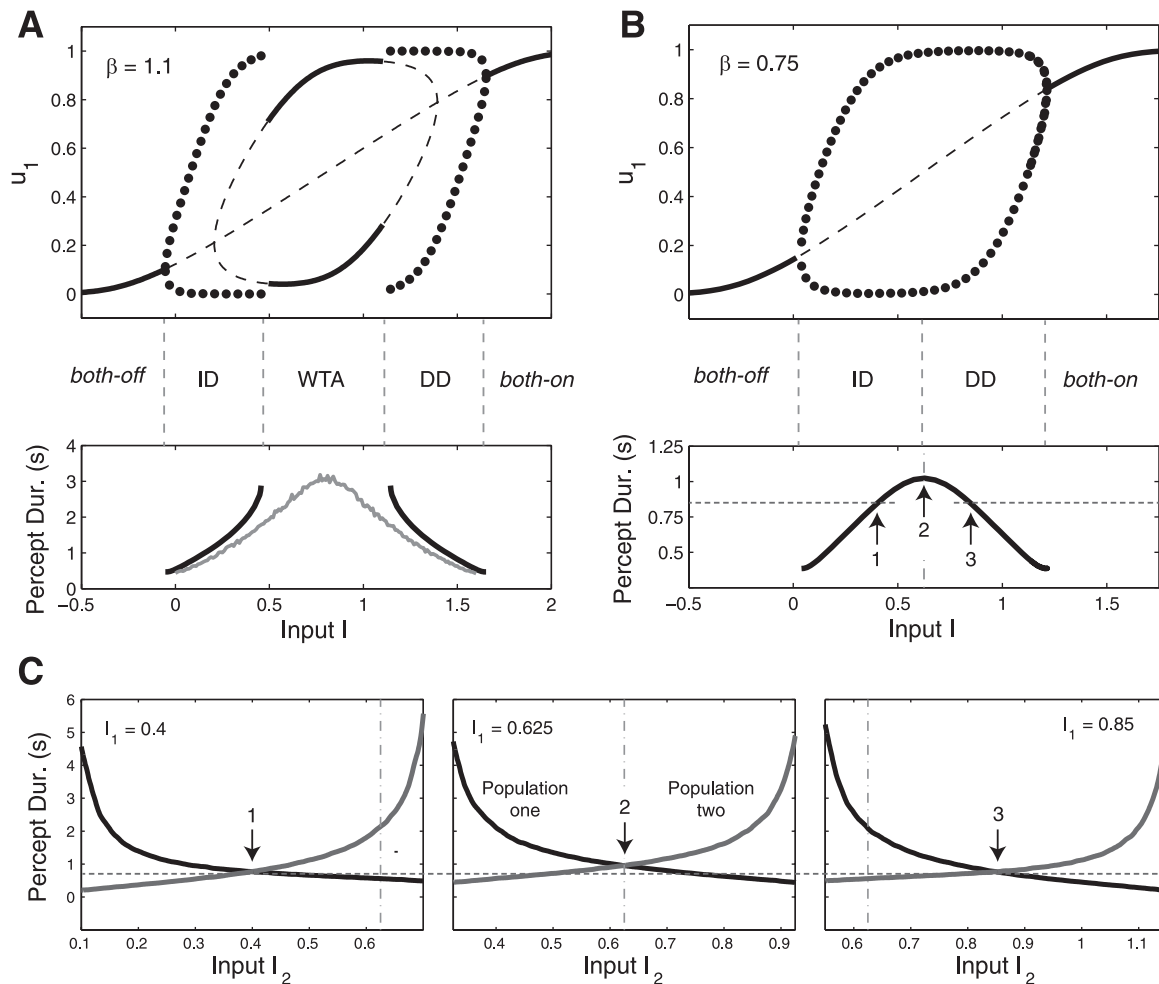 A
B
β = 1.1
β = 0.75
u1
1
0.8
0.6
0.4
0.2
0
u1
1
0.8
0.6
0.4
0.2
0
both-off ID WTA DD both-on
both-off ID DD both-on
Percept Dur. (s)
4
3
2
1
0
−0.5 0 0.5 1 1.5 2
Input I
Percept Dur. (s)
1.25
1
0.75
0.5
1 2 3
−0.5 0 0.5 1 1.5
Input I
C
Percept Dur. (s)
6
5
4
3
2
1
0
I1 = 0.4
1
0.1 0.2 0.3 0.4 0.5 0.6
Input I2
I1 = 0.625
Population one
2
Population two
0.4 0.5 0.6 0.7 0.8 0.9
Input I2
I1 = 0.85
3
0.6 0.7 0.8 0.9 1 1.1
Input I2